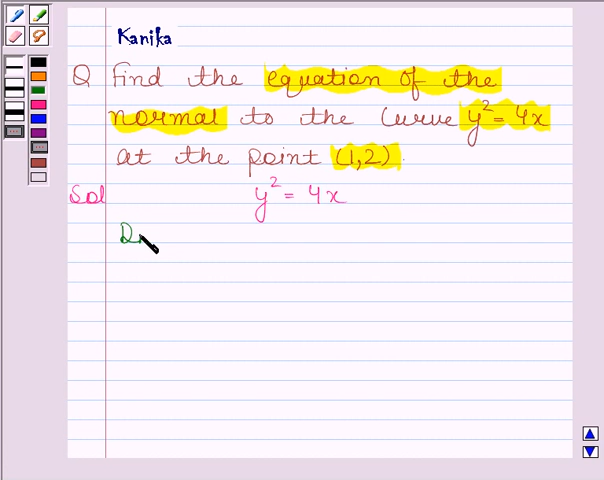 Kanika
Q Find the equation of the
normal to the curve y² = 4x
at the point (1,2).
Sol y² = 4x